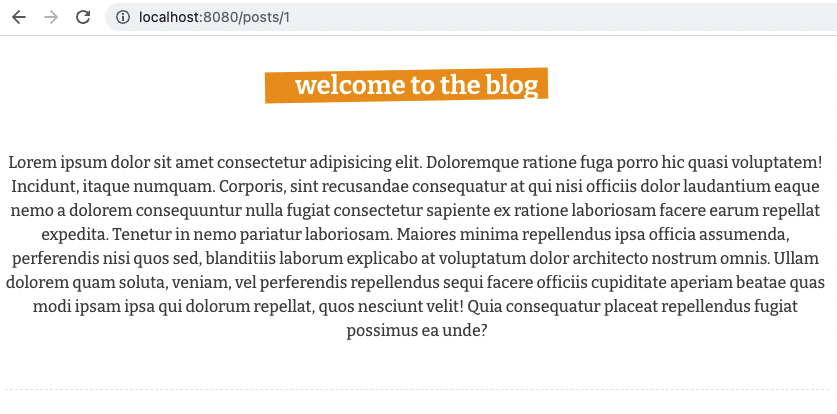 localhost:8080/posts/1
welcome to the blog
Lorem ipsum dolor sit amet consectetur adipisicing elit. Doloremque ratione fuga porro hic quasi voluptatem!
Incidunt, itaque numquam. Corporis, sint recusandae consequatur at qui nisi officiis dolor laudantium eaque
nemo a dolorem consequuntur nulla fugiat consectetur sapiente ex ratione laboriosam facere earum repellat
expedita. Tenetur in nemo pariatur laboriosam. Maiores minima repellendus ipsa officia assumenda,
perferendis nisi quos sed, blanditiis laborum explicabo at voluptatum dolor architecto nostrum omnis. Ullam
dolorem quam soluta, veniam, vel perferendis repellendus sequi facere officiis cupiditate aperiam beatae quas
modi ipsam ipsa qui dolorum repellat, quos nesciunt velit! Quia consequatur placeat repellendus fugiat
possimus ea unde?